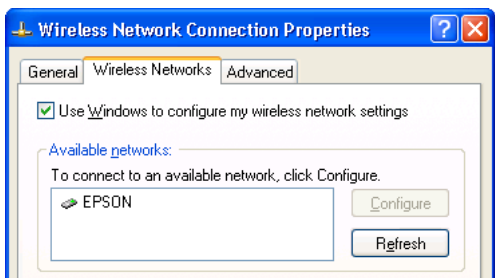 Wireless Network Connection Properties
General Wireless Networks Advanced
Use Windows to configure my wireless network settings
Available networks:
To connect to an available network, click Configure.
EPSON
Configure
Refresh